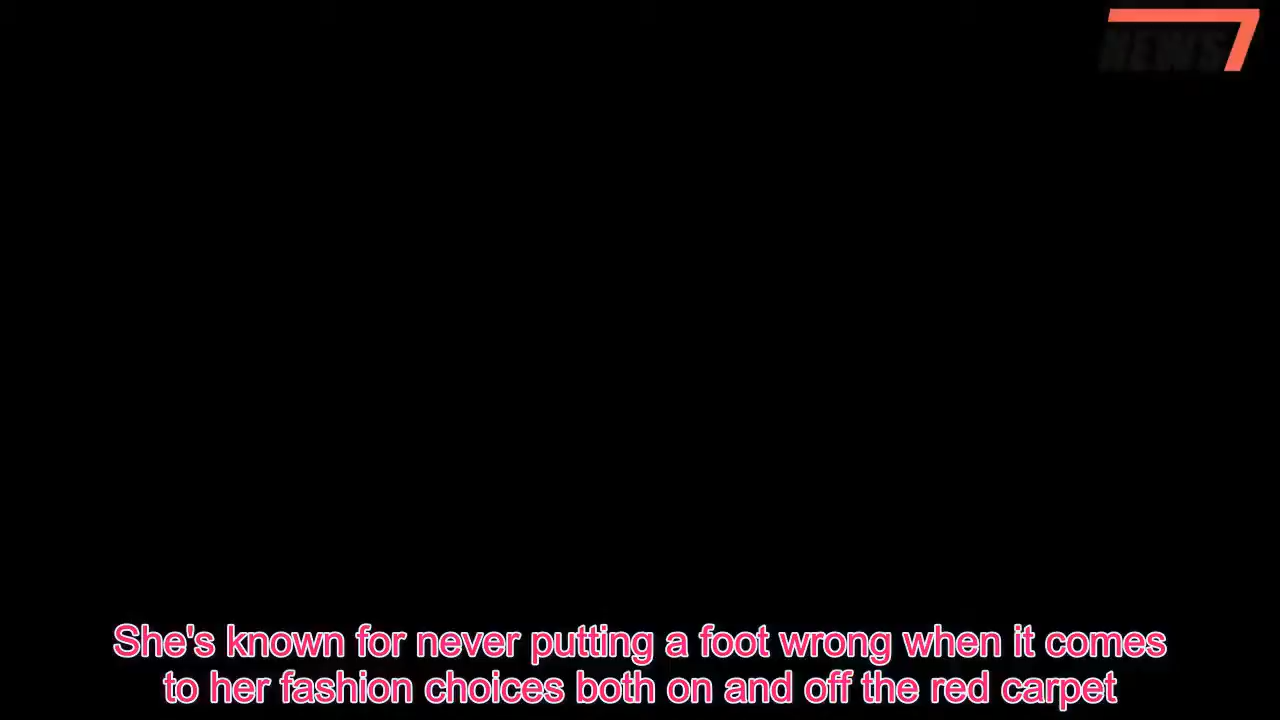 NEWS7
She's known for never putting a foot wrong when it comes
to her fashion choices both on and off the red carpet